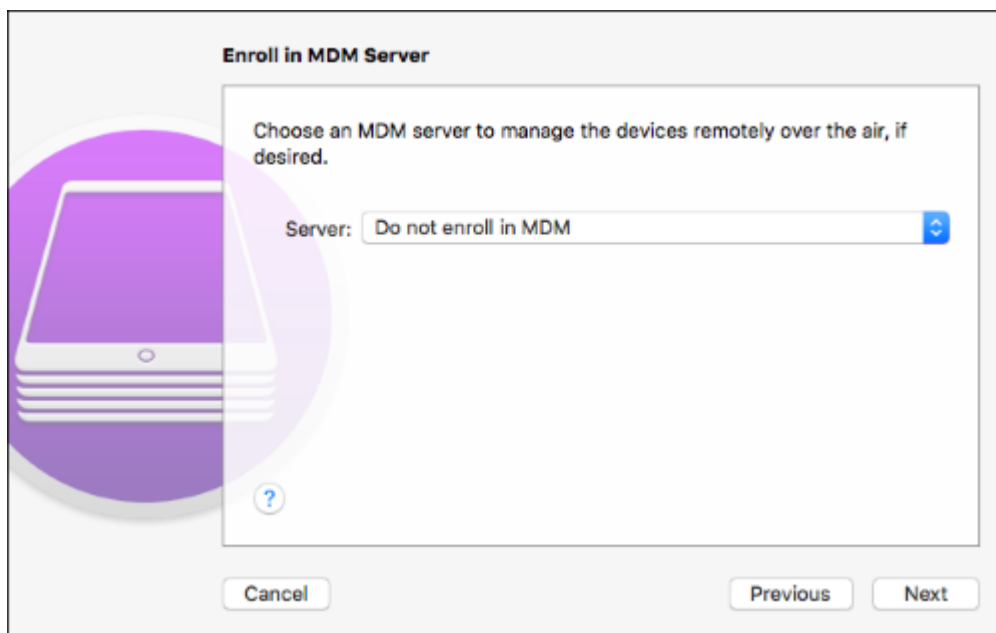 Enroll in MDM Server
Choose an MDM server to manage the devices remotely over the air, if
desired.
Server: Do not enroll in MDM
?
Cancel Previous Next